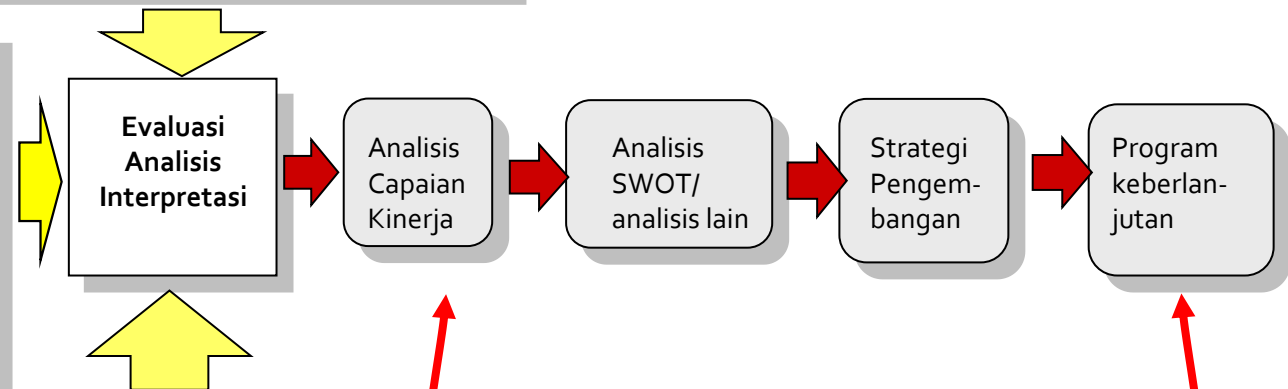 Evaluasi
Analisis
Interpretasi
Analisis
Capaian
Kinerja
Analisis
SWOT/
analisis lain
Strategi
Pengem-
bangan
Program
keberlan-
jutan